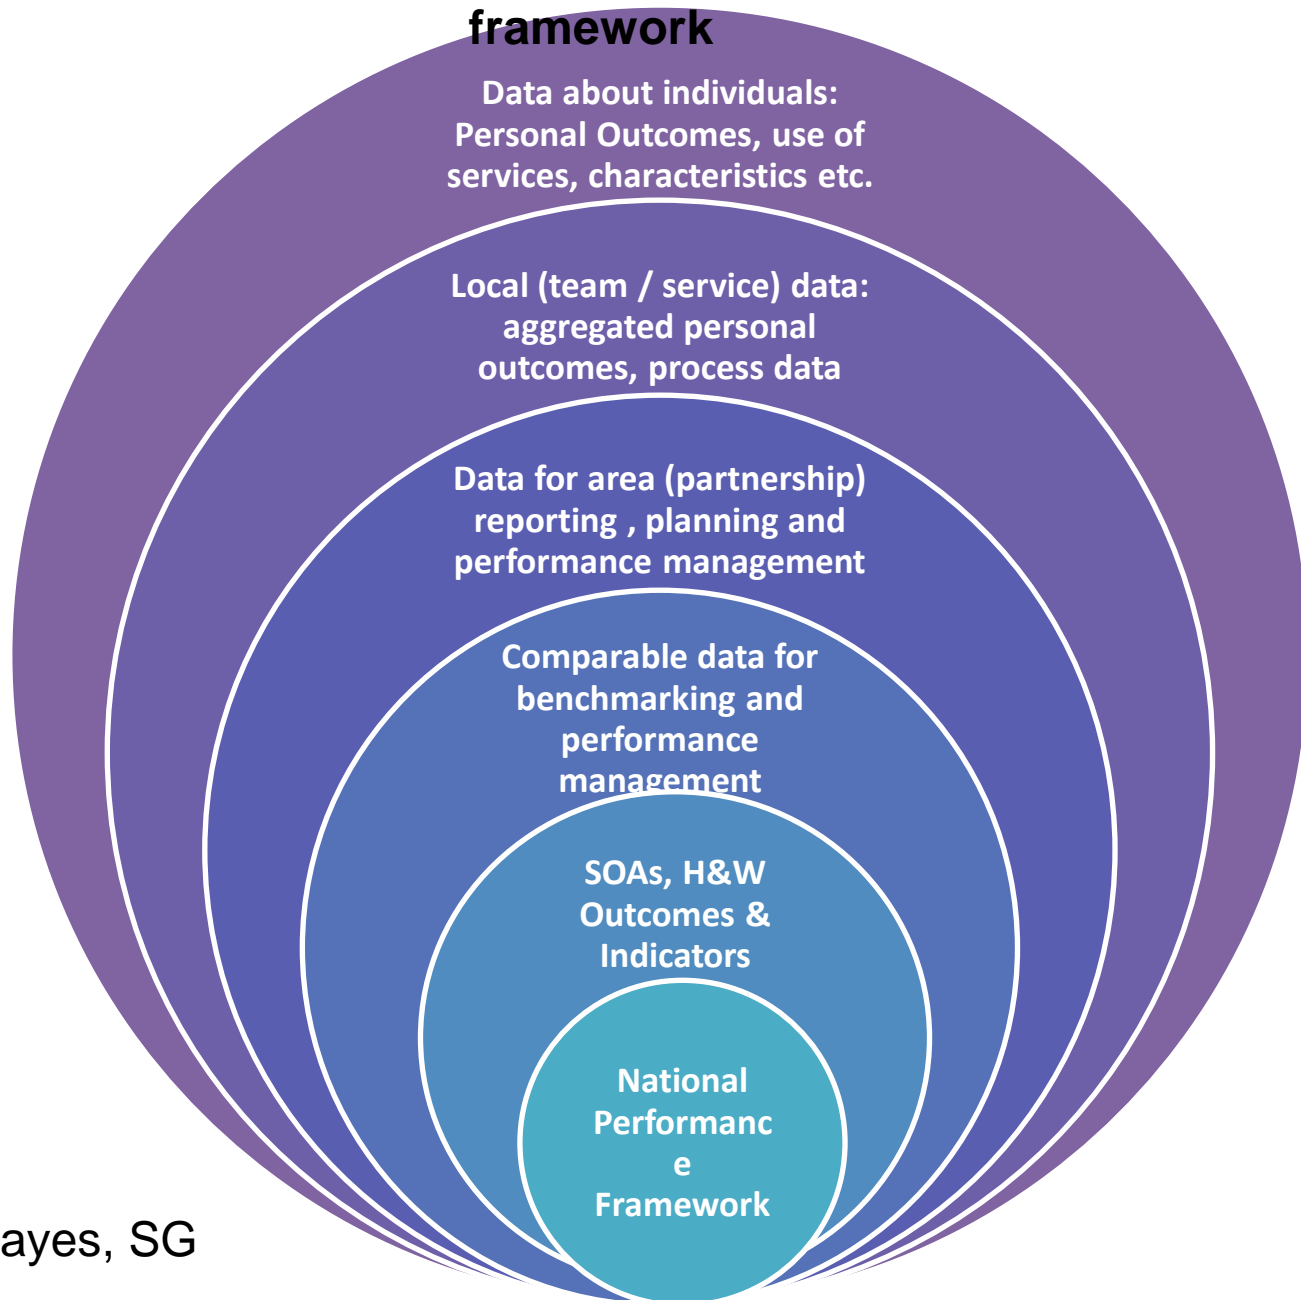 framework
Data about individuals:
Personal Outcomes, use of
services, characteristics etc.
Local (team / service) data:
aggregated personal
outcomes, process data
Data for area (partnership)
reporting , planning and
performance management
Comparable data for
benchmarking and
performance
management
SOAs, H&W
Outcomes &
Indicators
National
Performanc
e
Framework
ayes, SG